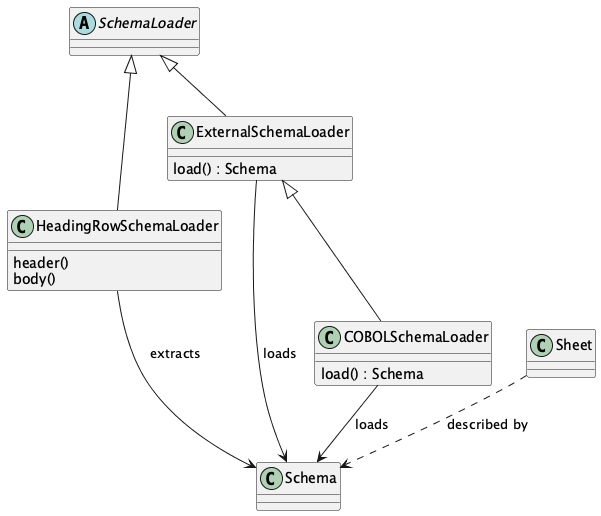 A SchemaLoader
C ExternalSchemaLoader
load() : Schema
C HeadingRowSchemaLoader
header()
body()
C COBOLSchemaLoader
load() : Schema
C Sheet
extracts
loads
loads
described by
C Schema